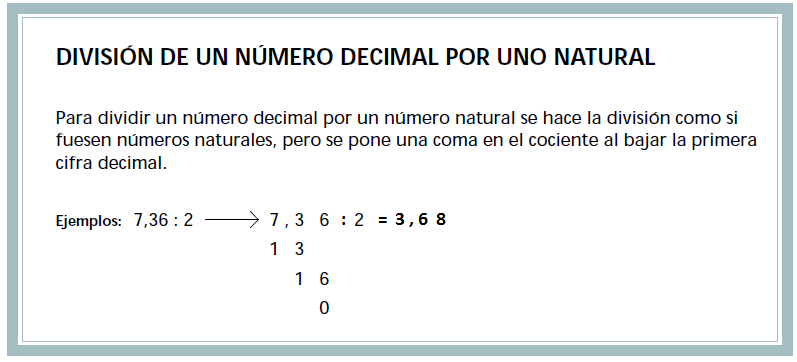 DIVISIÓN DE UN NÚMERO DECIMAL POR UNO NATURAL
Para dividir un número decimal por un número natural se hace la división como si
fuesen números naturales, pero se pone una coma en el cociente al bajar la primera
cifra decimal.
Ejemplos: 7,36 : 2 → 7 , 3 6 : 2 = 3,68
1 3
1 6
0